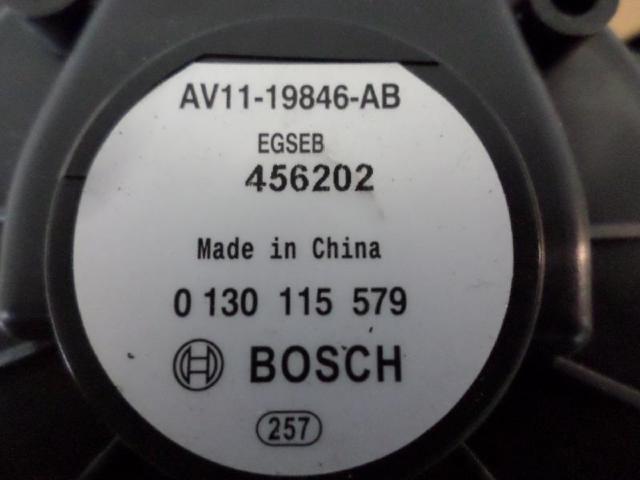 AV11-19846-AB
EGSEB
456202
Made in China
0 130 115 579
BOSCH
257